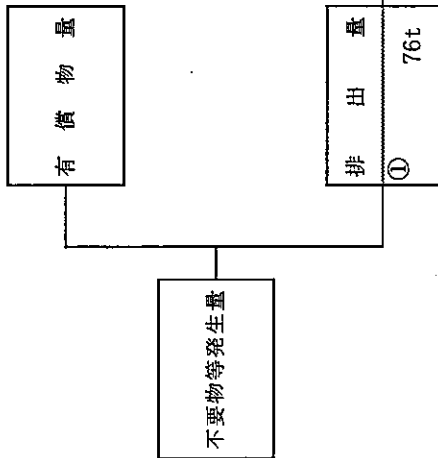 不要物等発生量
有償物量
排出量
①
76t